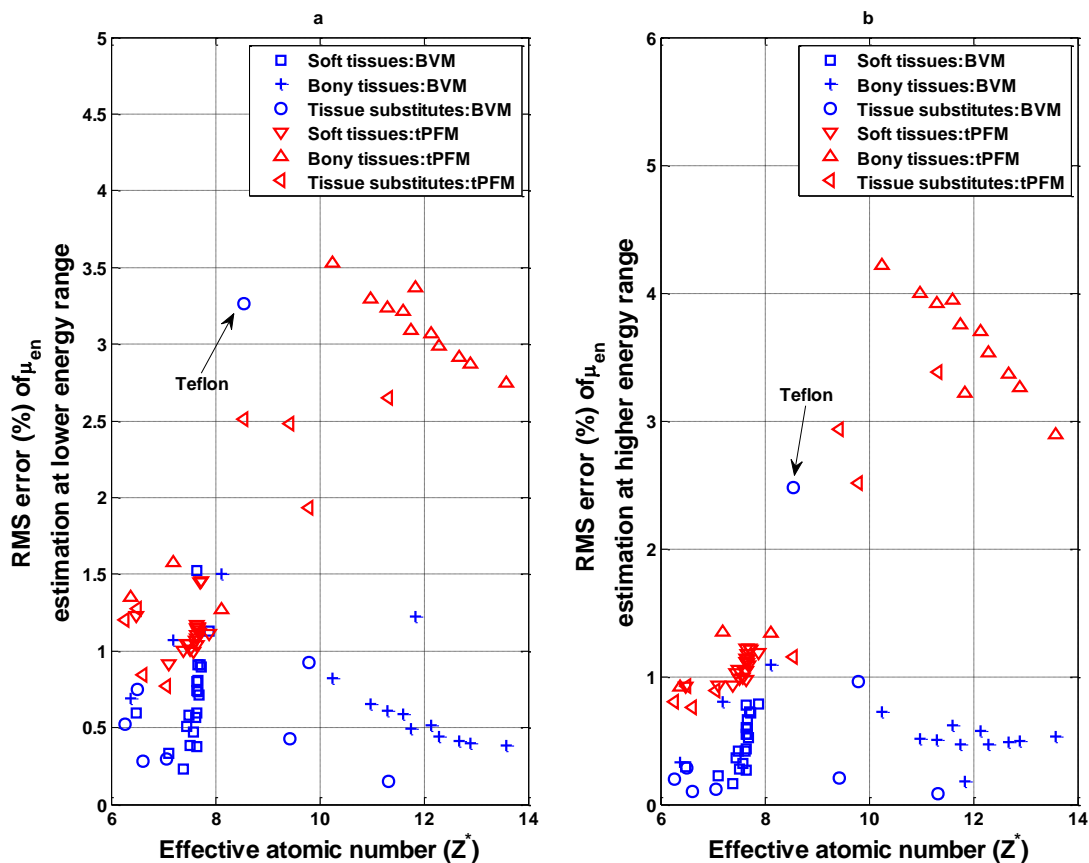 a
RMS error (%) of μen
estimation at lower energy range
5
4.5
4
3.5
3
2.5
2
1.5
1
0.5
0
6
8
10
12
14
Effective atomic number (Z*)
Soft tissues:BVM
Bony tissues:BVM
Tissue substitutes:BVM
Soft tissues:tPFM
Bony tissues:tPFM
Tissue substitutes:tPFM
Teflon
b
RMS error (%) of μen
estimation at higher energy range
6
5
4
3
2
1
0
6
8
10
12
14
Effective atomic number (Z*)
Soft tissues:BVM
Bony tissues:BVM
Tissue substitutes:BVM
Soft tissues:tPFM
Bony tissues:tPFM
Tissue substitutes:tPFM
Teflon